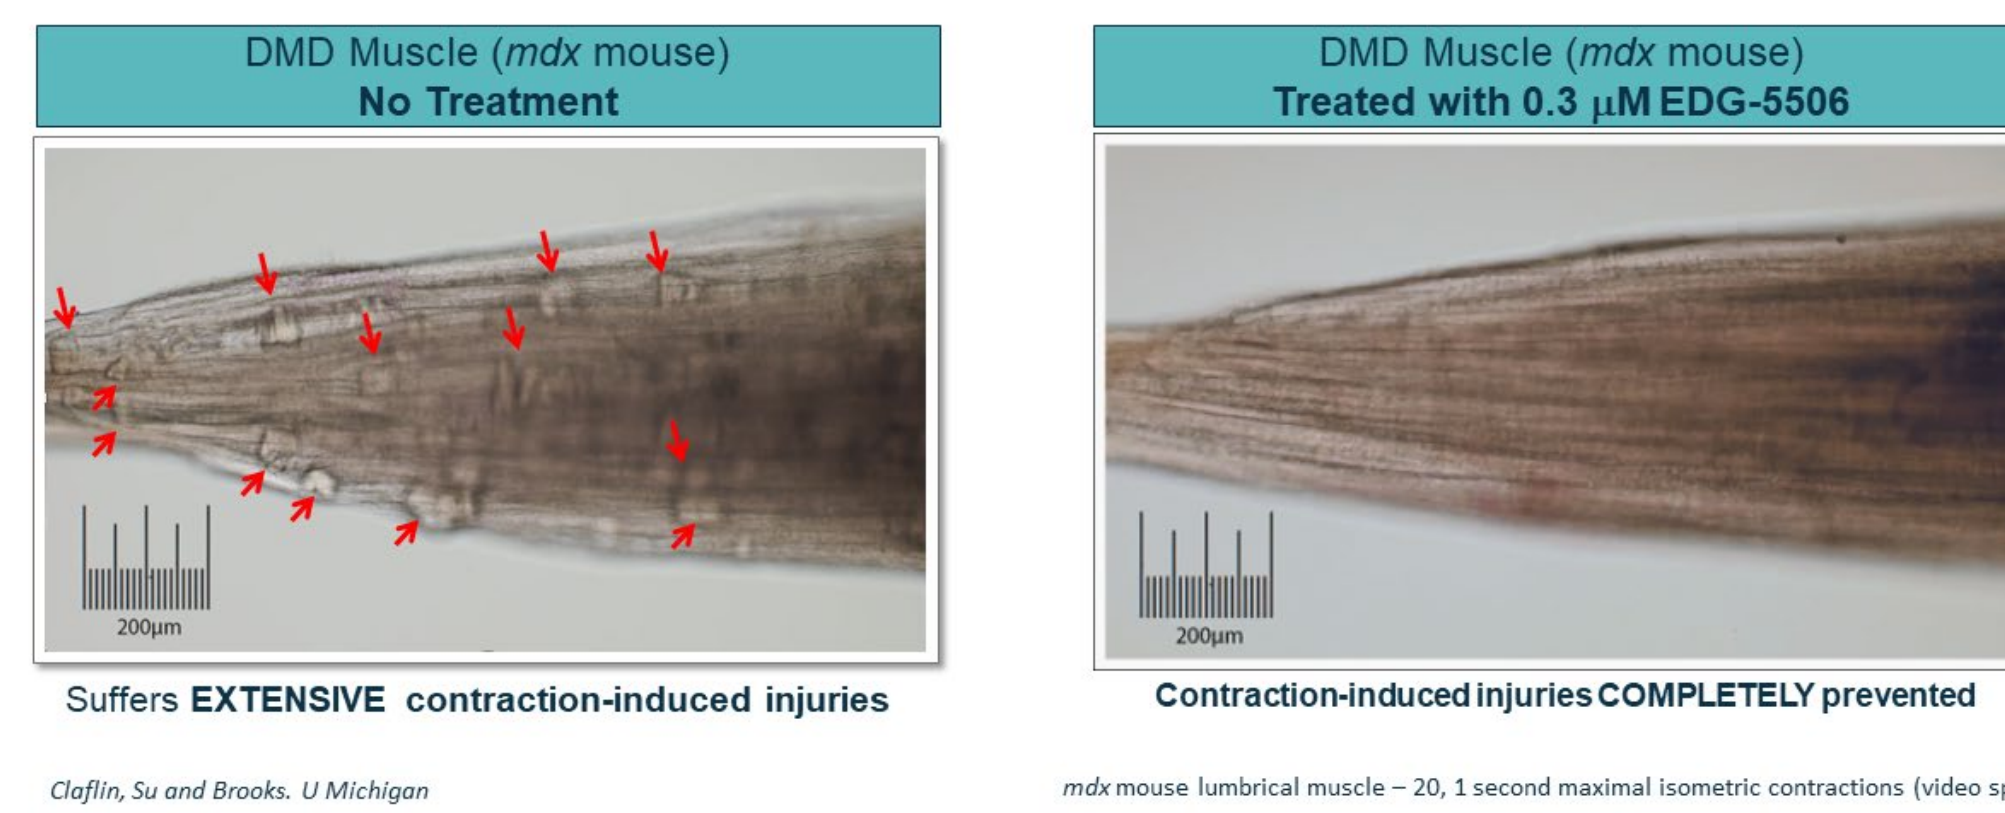 DMD Muscle (mdx mouse)
No Treatment
200μm
Suffers EXTENSIVE contraction-induced injuries
Claflin, Su and Brooks. U Michigan
DMD Muscle (mdx mouse)
Treated with 0.3 μM EDG-5506
200μm
Contraction-induced injuries COMPLETELY prevented
mdx mouse lumbrical muscle – 20, 1 second maximal isometric contractions (video